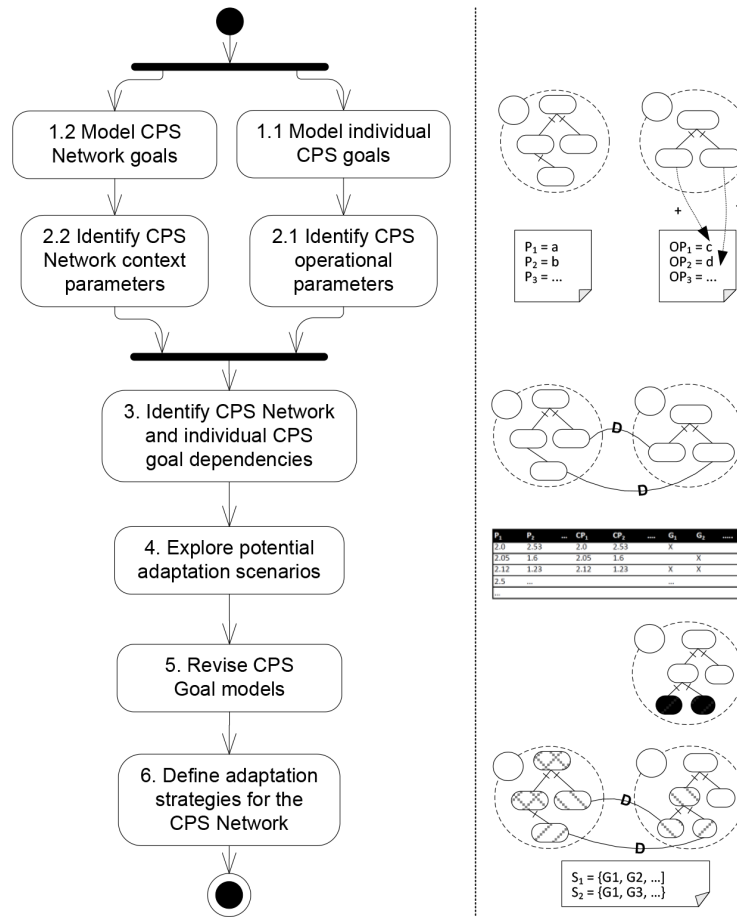 1.2 Model CPS
Network goals
1.1 Model individual
CPS goals
2.2 Identify CPS
Network context
parameters
2.1 Identify CPS
operational
parameters
+
P₁ = a
P₂ = b
P₃ = ...
OP₁ = c
OP₂ = d
OP₃ = ...
3. Identify CPS Network
and individual CPS
goal dependencies
D
D
4. Explore potential
adaptation scenarios
P₁ P₂ ... CP₁ CP₂ .... G₁ G₂ .....
2.0 2.53 2.0 2.53 X
2.05 1.6 2.05 1.6 X
2.12 1.23 2.12 1.23 X X
2.5 ... ...
...
5. Revise CPS
Goal models
6. Define adaptation
strategies for the
CPS Network
D
D
S₁ = {G1, G2, ...]
S₂ = {G1, G3, ...}